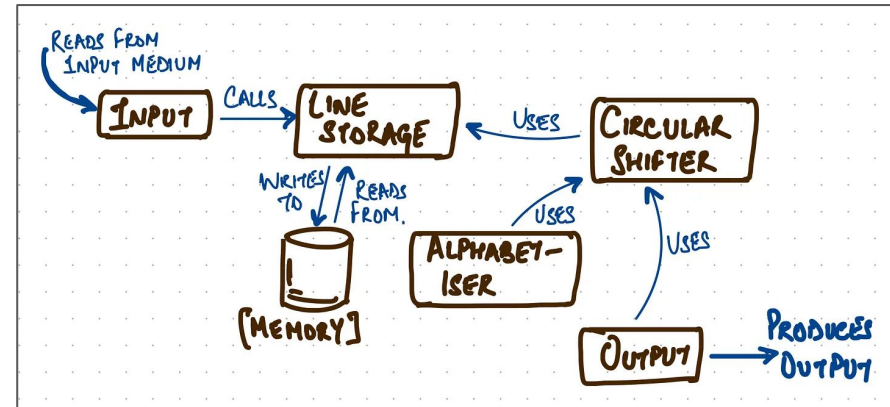 READS FROM
INPUT MEDIUM
INPUT
CALLS
LINE
STORAGE
USES
CIRCULAR
SHIFTER
WRITES
TO
READS
FROM.
USES
ALPHABET-
ISER
USES
[MEMORY]
OUTPUT
PRODUCES
OUTPUT